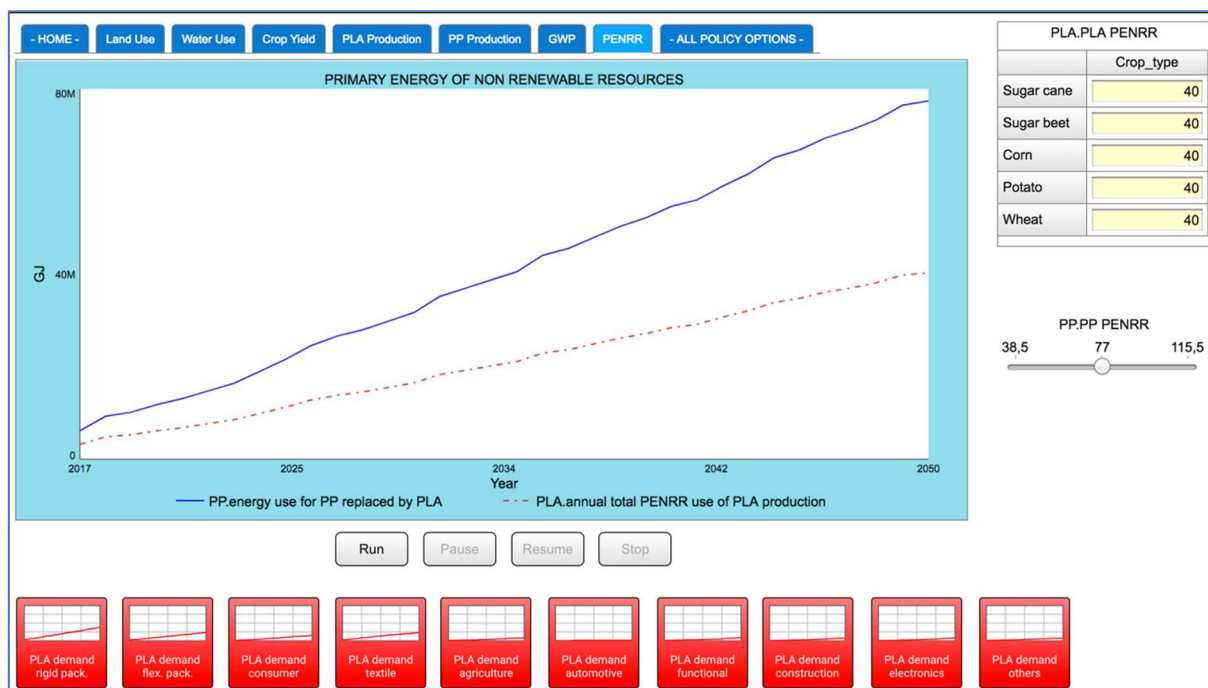 - HOME -
Land Use
Water Use
Crop Yield
PLA Production
PP Production
GWP
PENRR
- ALL POLICY OPTIONS -
PRIMARY ENERGY OF NON RENEWABLE RESOURCES
80M
GJ
40M
0
2017
2025
2034
2042
2050
Year
PP.energy use for PP replaced by PLA
PLA.annual total PENRR use of PLA production
PLA.PLA PENRR
Crop_type
Sugar cane 40
Sugar beet 40
Corn 40
Potato 40
Wheat 40
PP.PP PENRR
38,5 77 115,5
Run
Pause
Resume
Stop
PLA demand
rigid pack.
PLA demand
flex. pack.
PLA demand
consumer
PLA demand
textile
PLA demand
agriculture
PLA demand
automotive
PLA demand
functional
PLA demand
construction
PLA demand
electronics
PLA demand
others